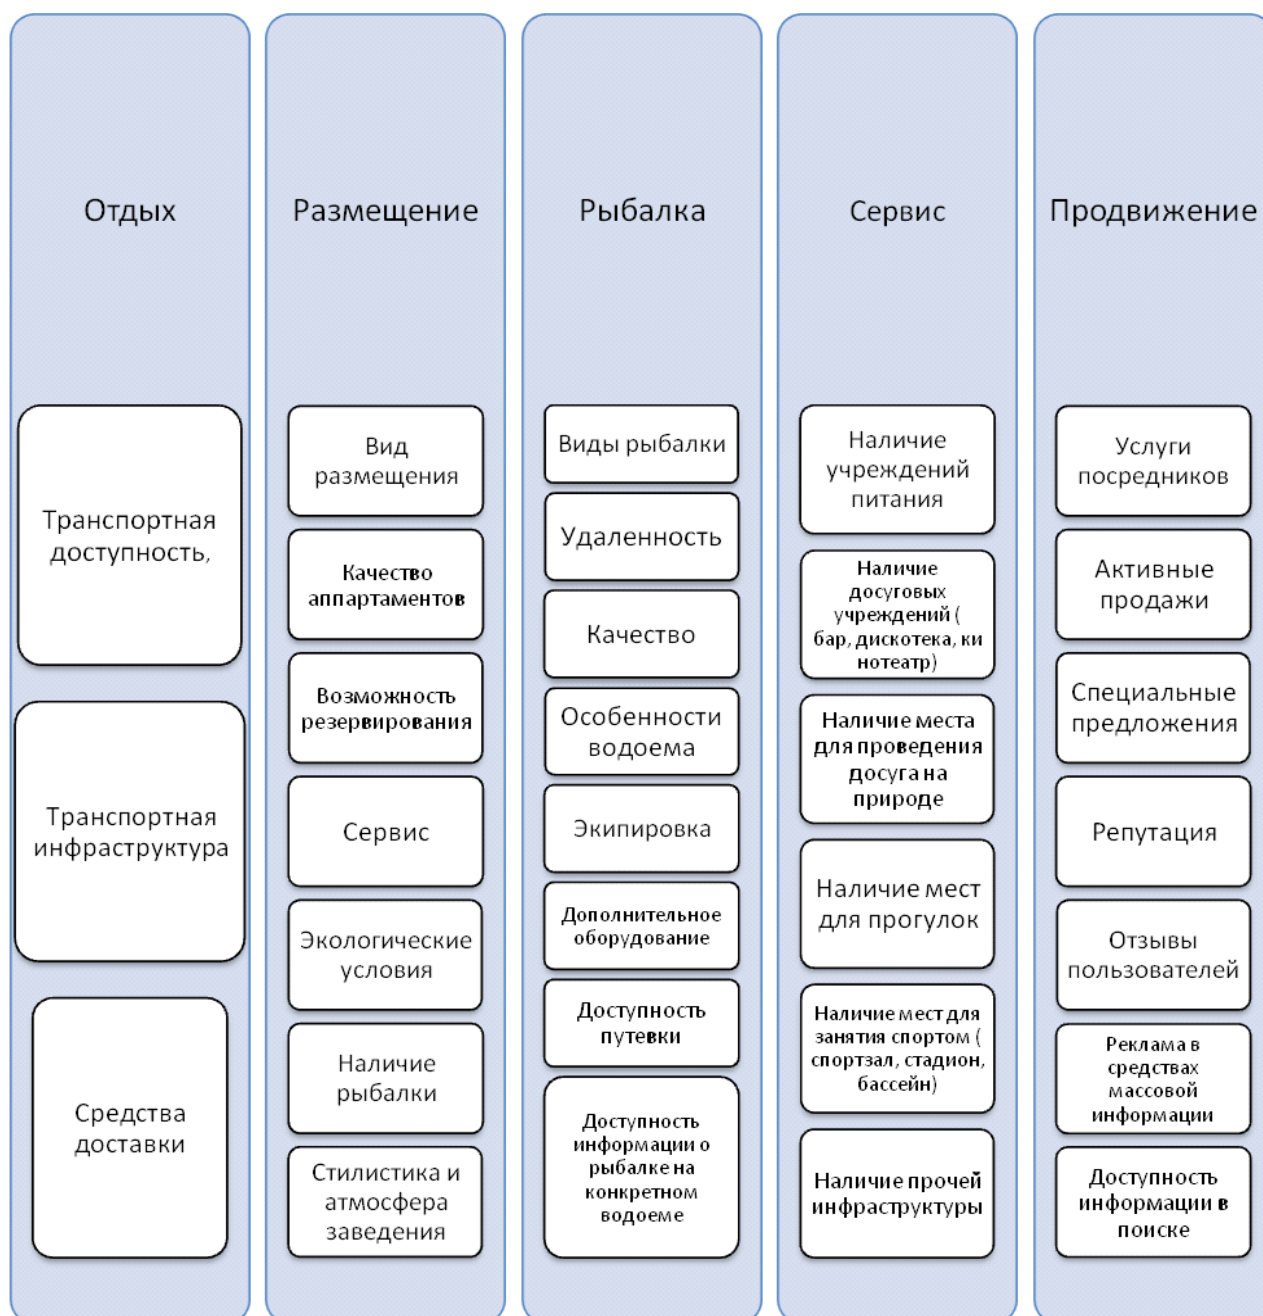 Отдых
Транспортная
доступность,
Транспортная
инфраструктура
Средства
доставки
Размещение
Вид
размещения
Качество
аппартаментов
Возможность
резервирования
Сервис
Экологические
условия
Наличие
рыбалки
Стилистика и
атмосфера
заведения
Рыбалка
Виды рыбалки
Удаленность
Качество
Особенности
водоема
Экипировка
Дополнительное
оборудование
Доступность
путевки
Доступность
информации о
рыбалке на
конкретном
водоеме
Сервис
Наличие
учреждений
питания
Наличие
досуговых
учреждений (
бар, дискотека, ки
нотеатр)
Наличие места
для проведения
досуга на
природе
Наличие мест
для прогулок
Наличие мест для
занятия спортом (
спортзал, стадион,
бассейн)
Наличие прочей
инфраструктуры
Продвижение
Услуги
посредников
Активные
продажи
Специальные
предложения
Репутация
Отзывы
пользователей
Реклама в
средствах
массовой
информации
Доступность
информации в
поиске